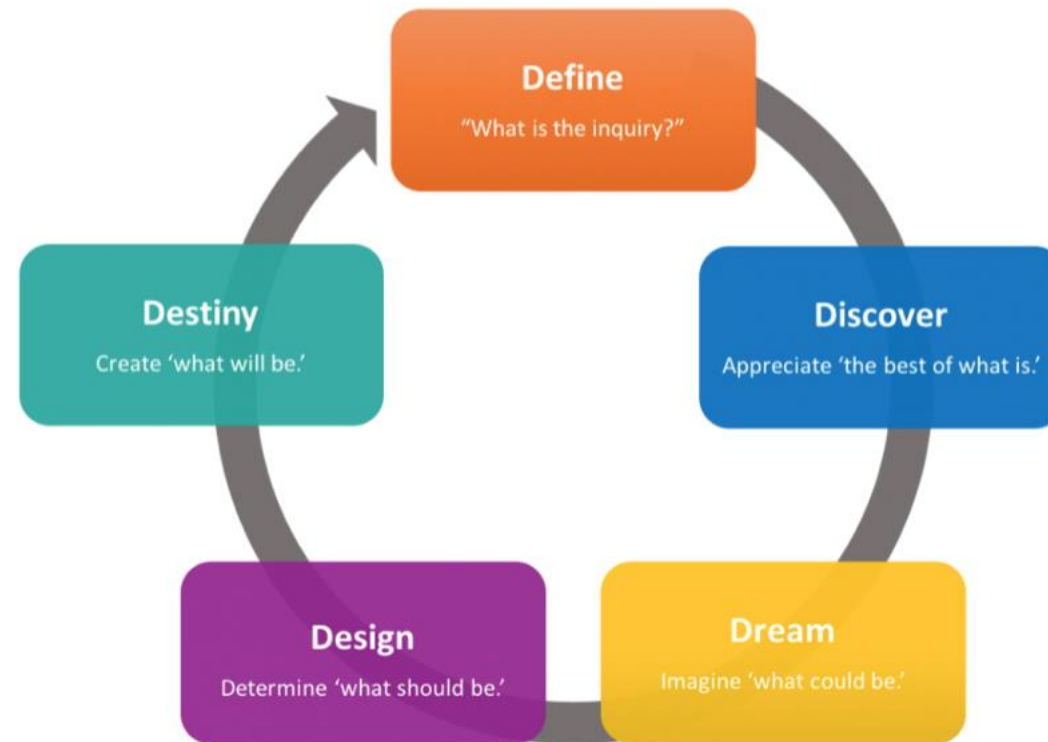 Define
"What is the inquiry?"
Discover
Appreciate ‘the best of what is.’
Dream
Imagine ‘what could be.’
Design
Determine ‘what should be.’
Destiny
Create ‘what will be.’